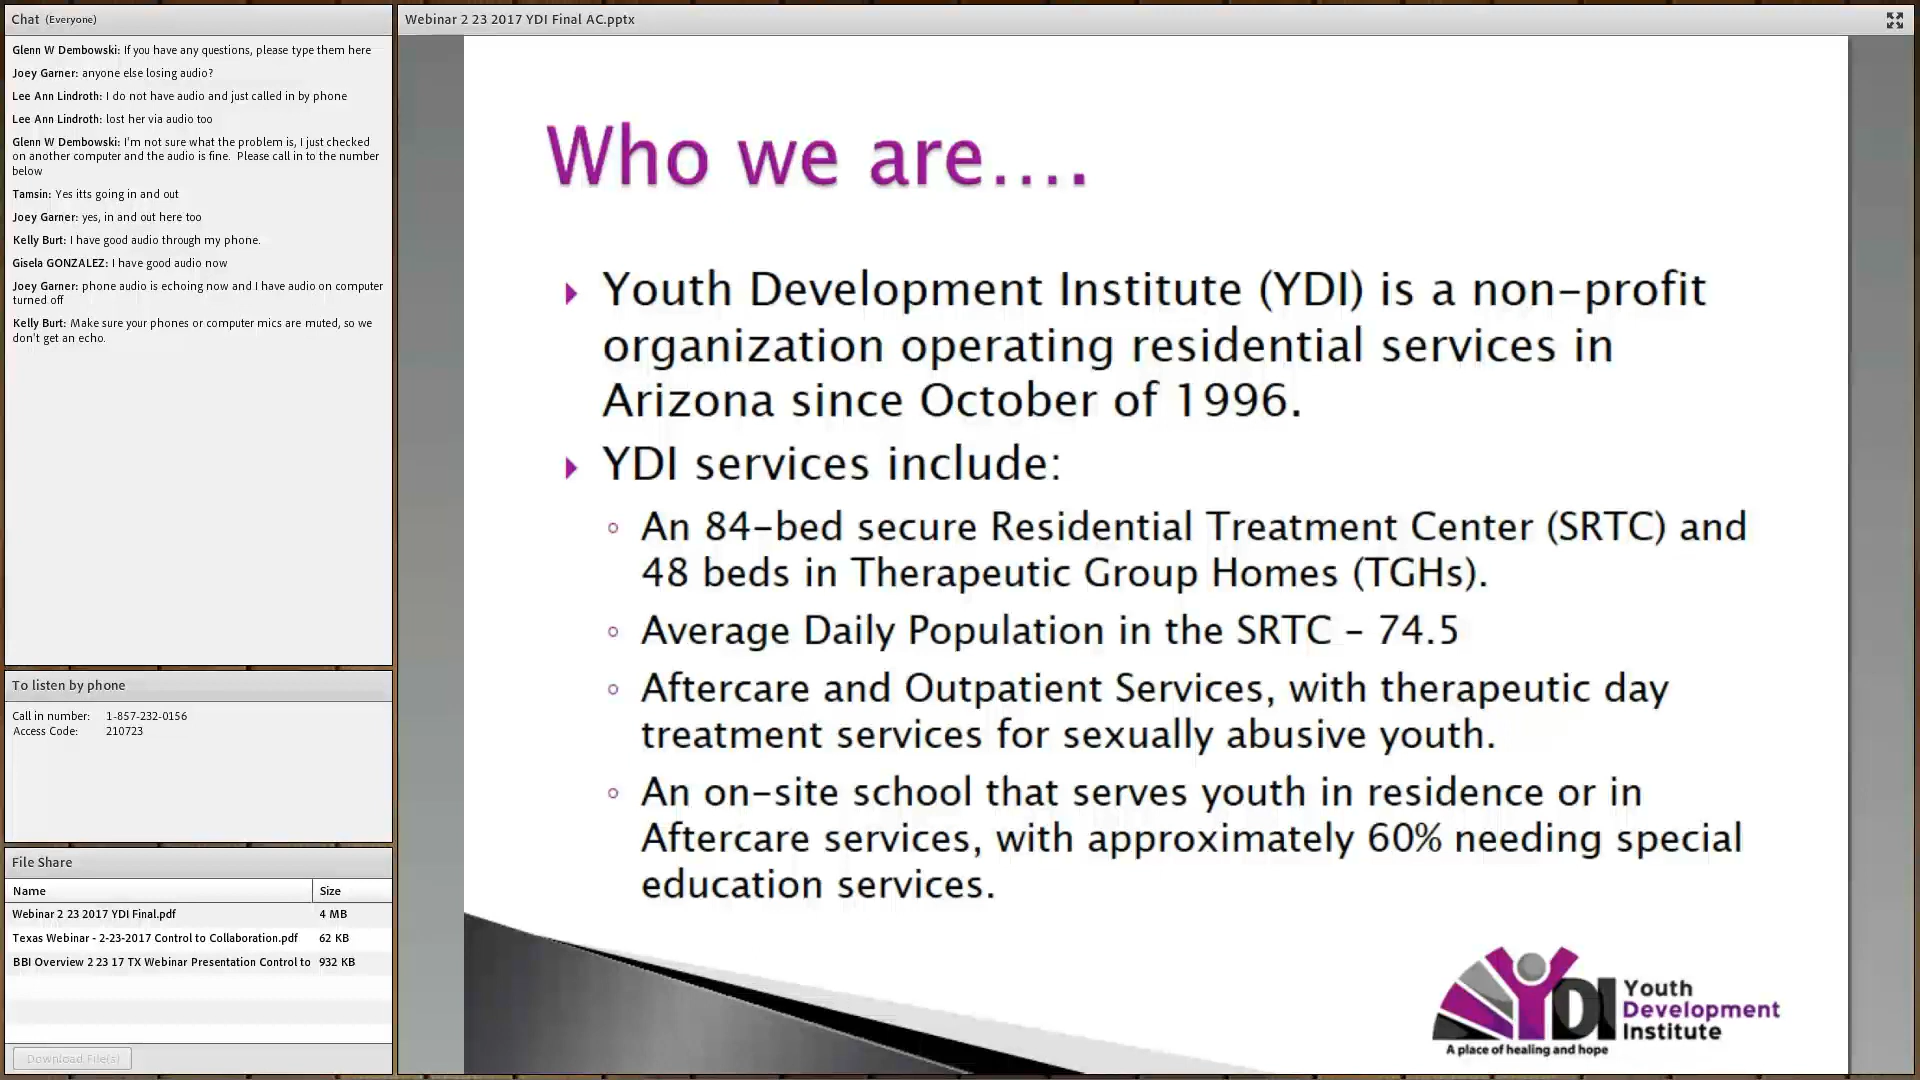 Chat (Everyone)
Glenn W Dembowski: If you have any questions, please type them here
Joey Garner: anyone else losing audio?
Lee Ann Lindroth: I do not have audio and just called in by phone
Lee Ann Lindroth: lost her via audio too
Glenn W Dembowski: I'm not sure what the problem is, I just checked
on another computer and the audio is fine.  Please call in to the number
below
Tamsin: Yes itts going in and out
Joey Garner: yes, in and out here too
Kelly Burt: I have good audio through my phone.
Gisela GONZALEZ: I have good audio now
Joey Garner: phone audio is echoing now and I have audio on computer
turned off
Kelly Burt: Make sure your phones or computer mics are muted, so we
don't get an echo.
To listen by phone
Call in number: 1-857-232-0156
Access Code: 210723
File Share
Name Size
Webinar 2 23 2017 YDI Final.pdf 4 MB
Texas Webinar - 2-23-2017 Control to Collaboration.pdf 62 KB
BBI Overview 2 23 17 TX Webinar Presentation Control to 932 KB
Download File(s)
Webinar 2 23 2017 YDI Final AC.pptx
Who we are....
Youth Development Institute (YDI) is a non-profit
organization operating residential services in
Arizona since October of 1996.
YDI services include:
An 84-bed secure Residential Treatment Center (SRTC) and
48 beds in Therapeutic Group Homes (TGHs).
Average Daily Population in the SRTC – 74.5
Aftercare and Outpatient Services, with therapeutic day
treatment services for sexually abusive youth.
An on-site school that serves youth in residence or in
Aftercare services, with approximately 60% needing special
education services.
YDI
Youth
Development
Institute
A place of healing and hope